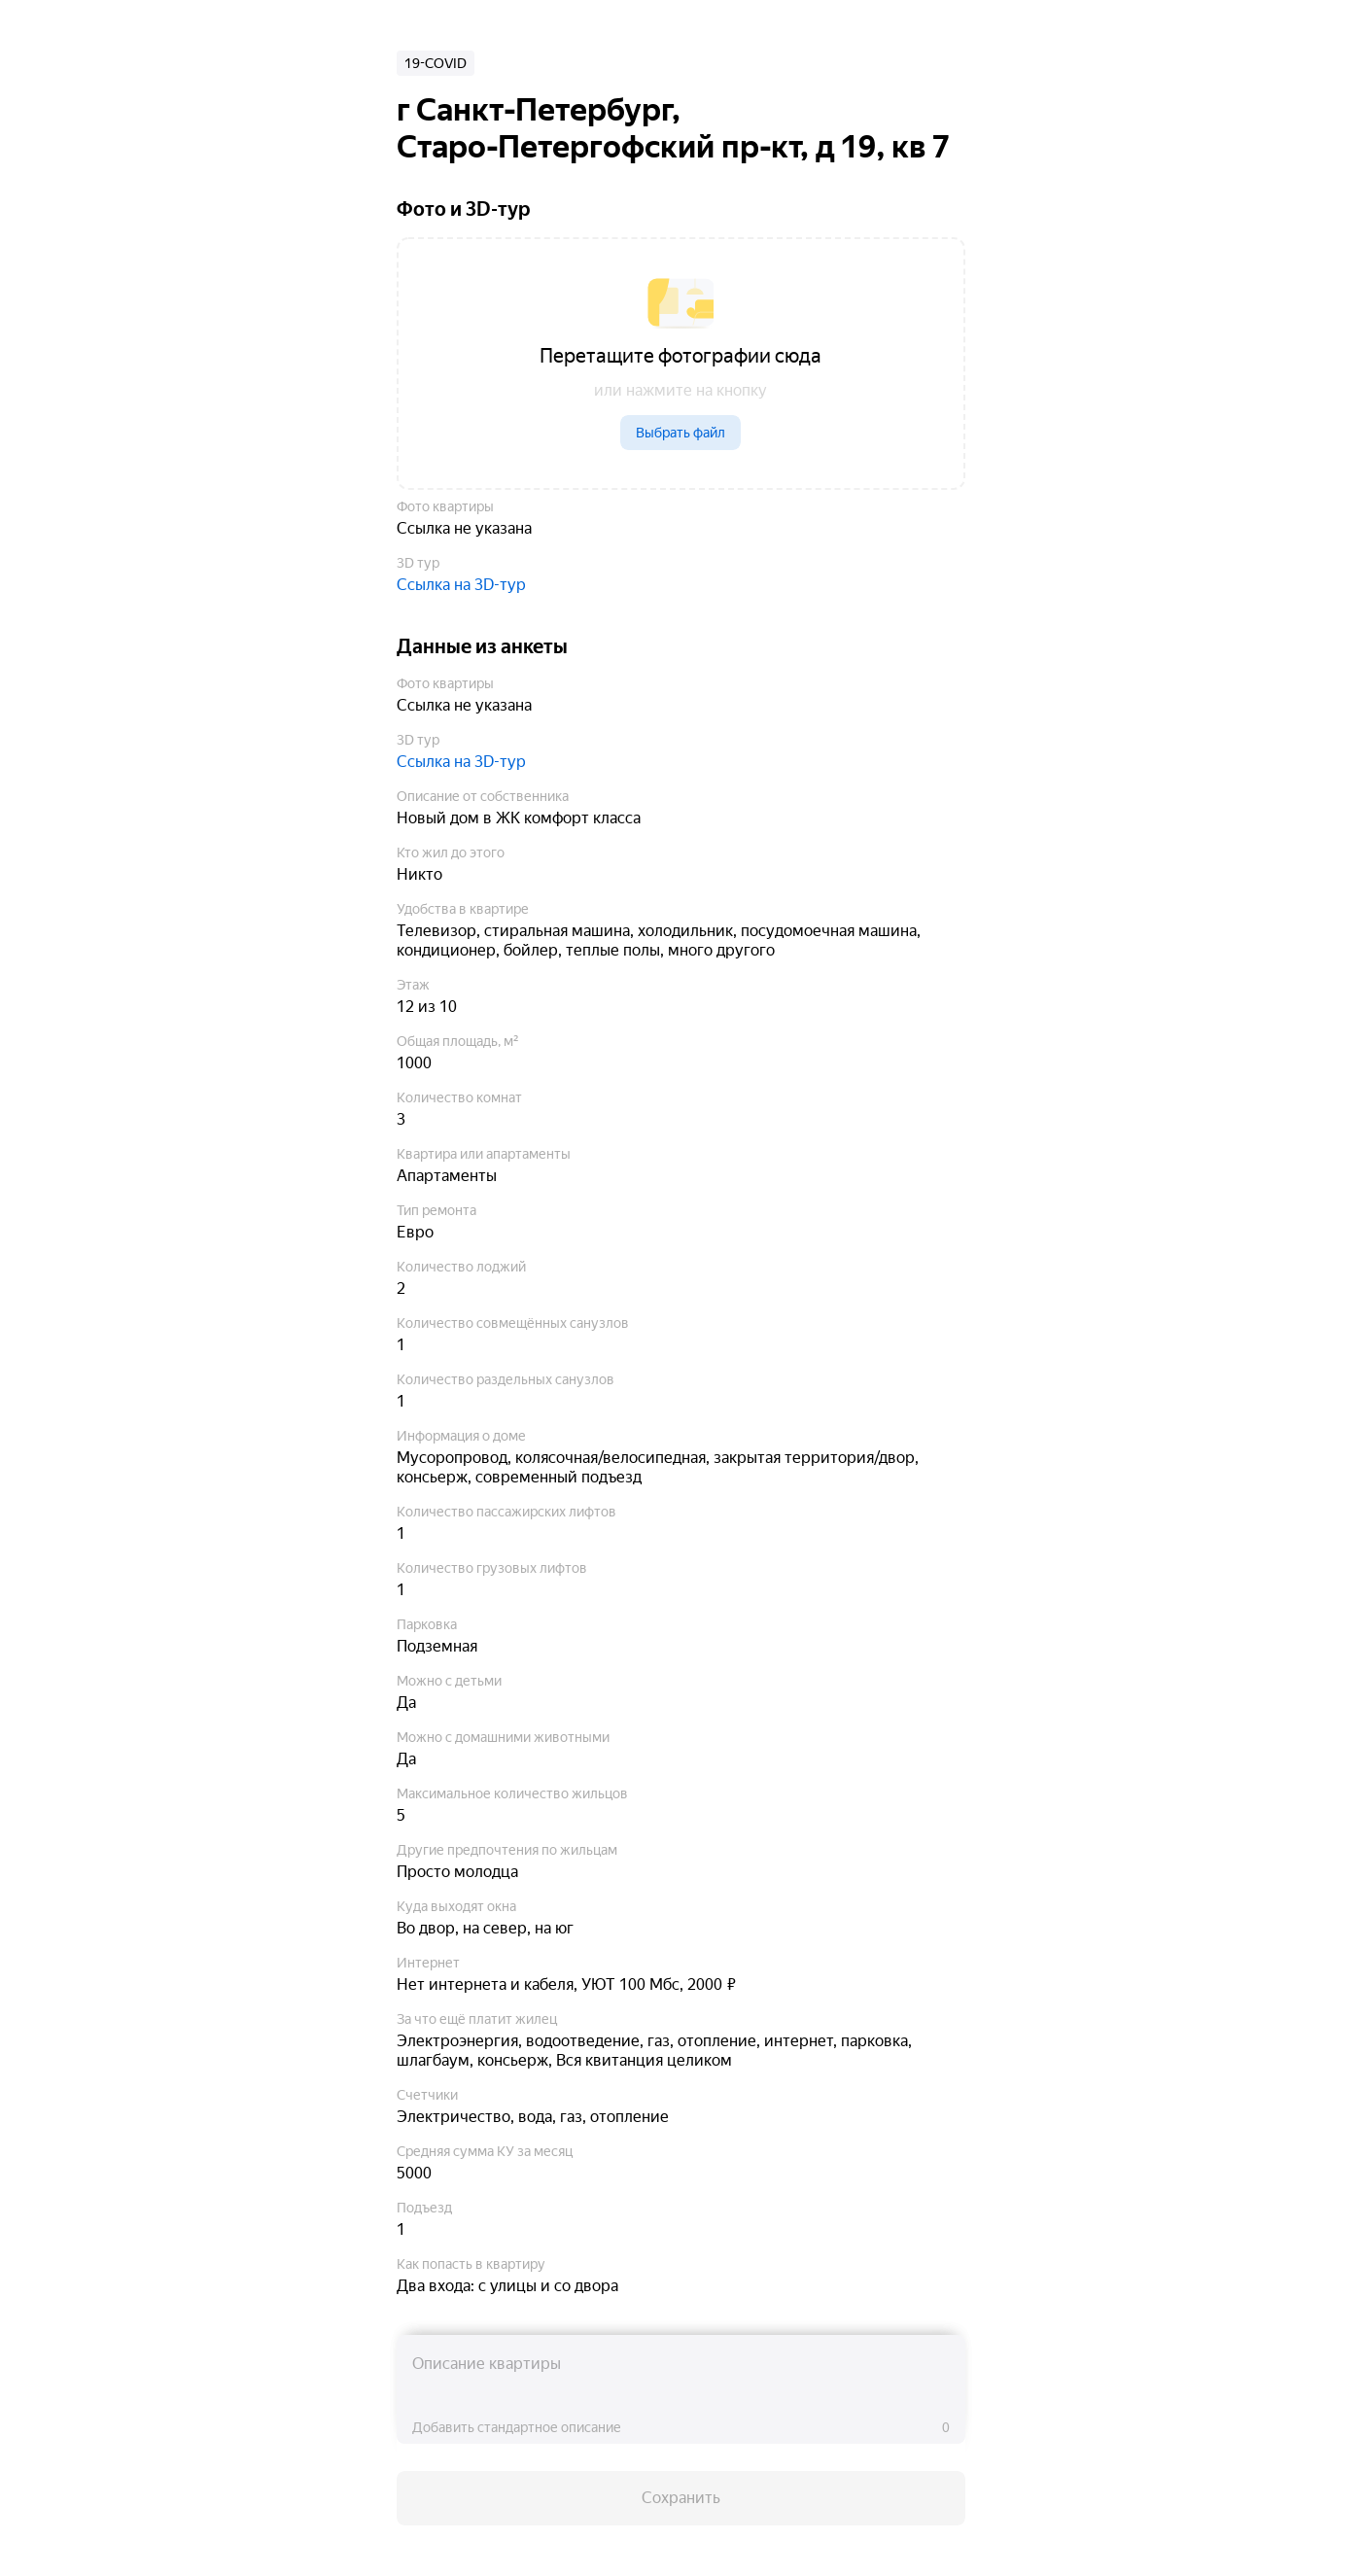 19-COVID
г Санкт-Петербург,
Старо-Петергофский пр-кт, д 19, кв 7
Фото и 3D-тур
Перетащите фотографии сюда
или нажмите на кнопку
Выбрать файл
Фото квартиры
Ссылка не указана
3D тур
Ссылка на 3D-тур
Данные из анкеты
Фото квартиры
Ссылка не указана
3D тур
Ссылка на 3D-тур
Описание от собственника
Новый дом в ЖК комфорт класса
Кто жил до этого
Никто
Удобства в квартире
Телевизор, стиральная машина, холодильник, посудомоечная машина,
кондиционер, бойлер, теплые полы, много другого
Этаж
12 из 10
Общая площадь, м²
1000
Количество комнат
3
Квартира или апартаменты
Апартаменты
Тип ремонта
Евро
Количество лоджий
2
Количество совмещённых санузлов
1
Количество раздельных санузлов
1
Информация о доме
Мусоропровод, колясочная/велосипедная, закрытая территория/двор,
консьерж, современный подъезд
Количество пассажирских лифтов
1
Количество грузовых лифтов
1
Парковка
Подземная
Можно с детьми
Да
Можно с домашними животными
Да
Максимальное количество жильцов
5
Другие предпочтения по жильцам
Просто молодца
Куда выходят окна
Во двор, на север, на юг
Интернет
Нет интернета и кабеля, УЮТ 100 Мбс, 2000 ₽
За что ещё платит жилец
Электроэнергия, водоотведение, газ, отопление, интернет, парковка,
шлагбаум, консьерж, Вся квитанция целиком
Счетчики
Электричество, вода, газ, отопление
Средняя сумма КУ за месяц
5000
Подъезд
1
Как попасть в квартиру
Два входа: с улицы и со двора
Описание квартиры
Добавить стандартное описание 0
Сохранить